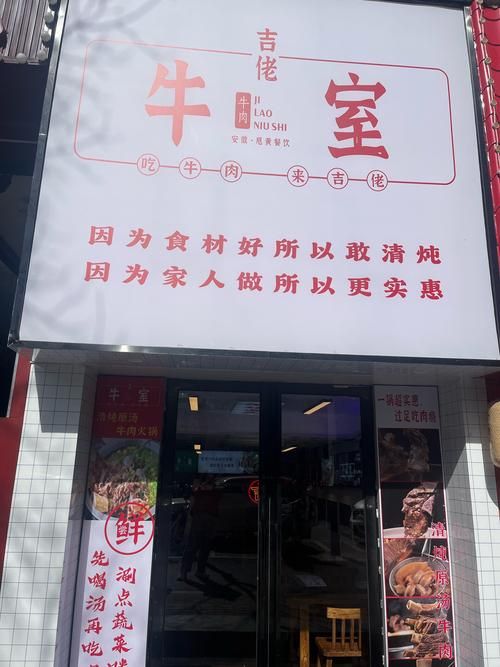 吉佬
牛室
牛肉
JI
LAO
NIU SHI
安徽·凰黄餐饮
吃牛肉 来吉佬
因为食材好所以敢清炖
因为家人做所以更实惠
牛室
清炖原汤
牛肉火锅
鲜
涮点蔬菜
先喝汤再吃
一锅超实惠
过足吃肉瘾
清炖原汤牛肉